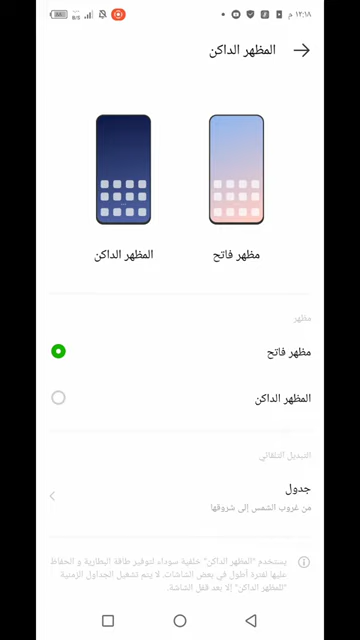 ١٢:١٨ م
المظهر الداكن
مظهر فاتح
المظهر الداكن
مظهر
مظهر فاتح
المظهر الداكن
التبديل التلقائي
جدول
من غروب الشمس إلى شروقها
يستخدم "المظهر الداكن" خلفية سوداء لتوفير طاقة البطارية و الحفاظ
عليها لفترة أطول في بعض الشاشات. لا يتم تشغيل الجداول الزمنية
"للمظهر الداكن" إلا بعد قفل الشاشة.